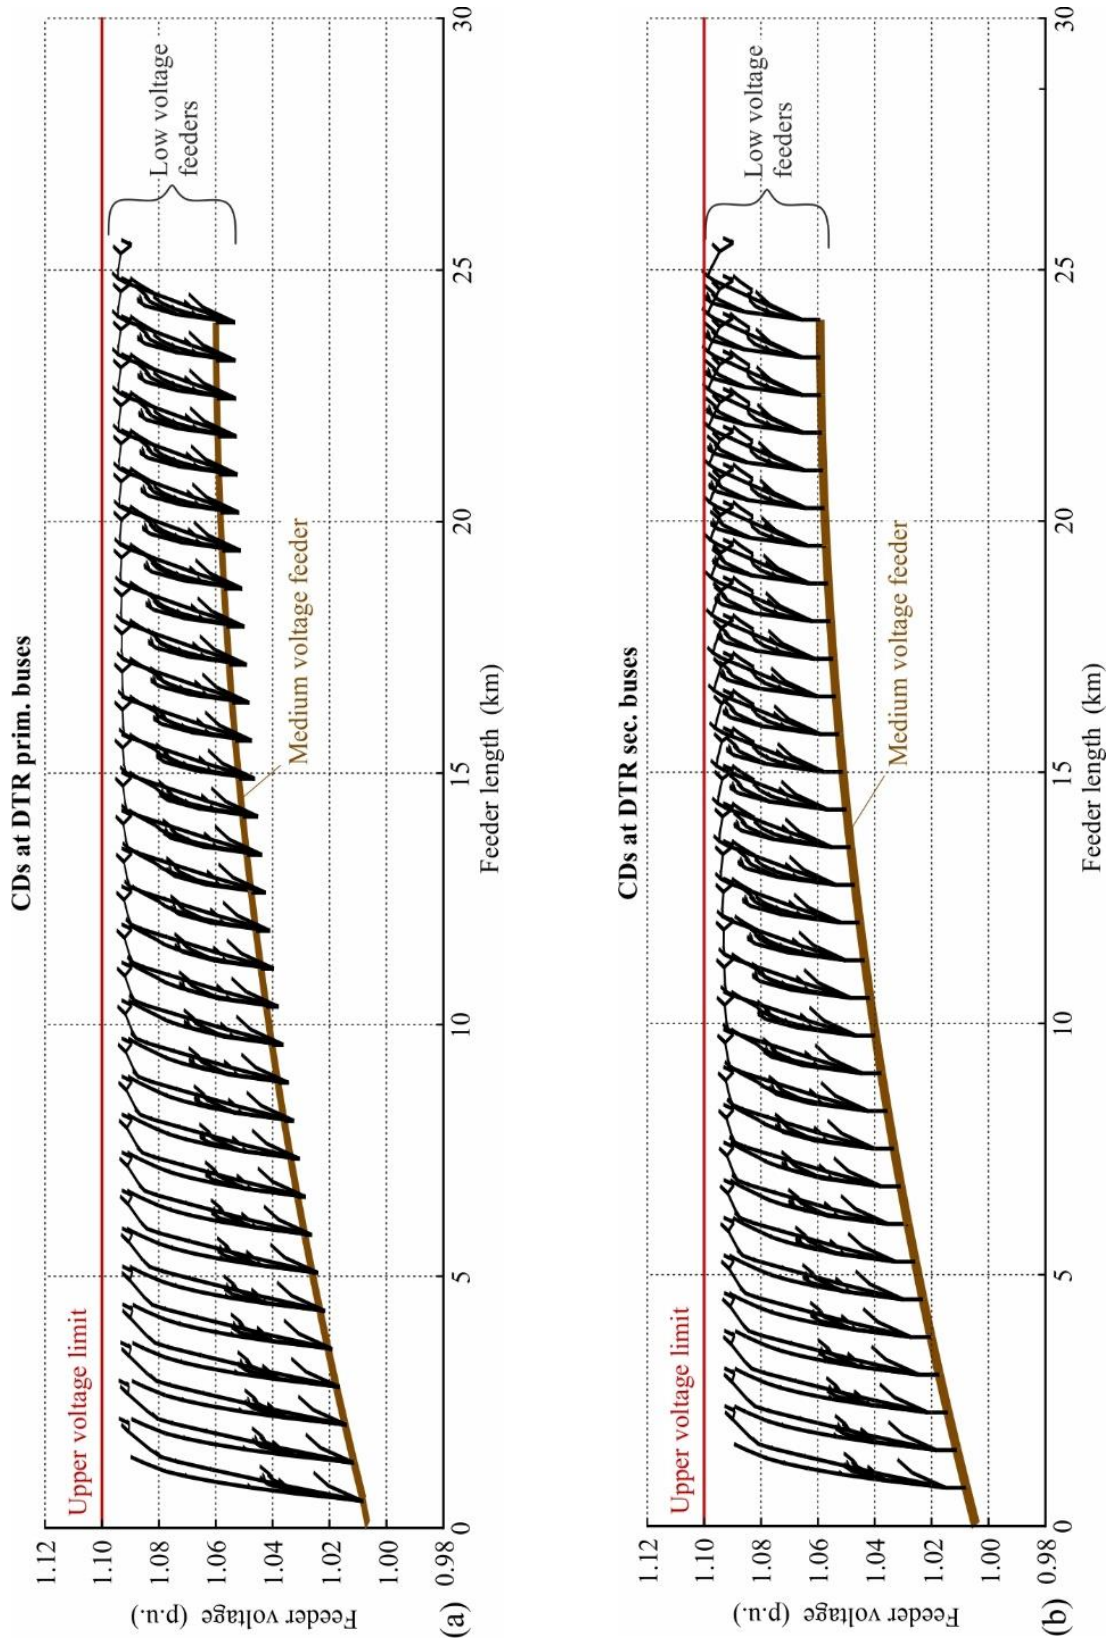 CDs at DTR prim. buses
Feeder voltage (p.u.)
1.12
1.10
1.08
1.06
1.04
1.02
1.00
0.98
Upper voltage limit
Low voltage
feeders
Medium voltage feeder
0
5
10
15
20
25
30
Feeder length (km)
(a)
CDs at DTR sec. buses
Feeder voltage (p.u.)
1.12
1.10
1.08
1.06
1.04
1.02
1.00
0.98
Upper voltage limit
Low voltage
feeders
Medium voltage feeder
0
5
10
15
20
25
30
Feeder length (km)
(b)